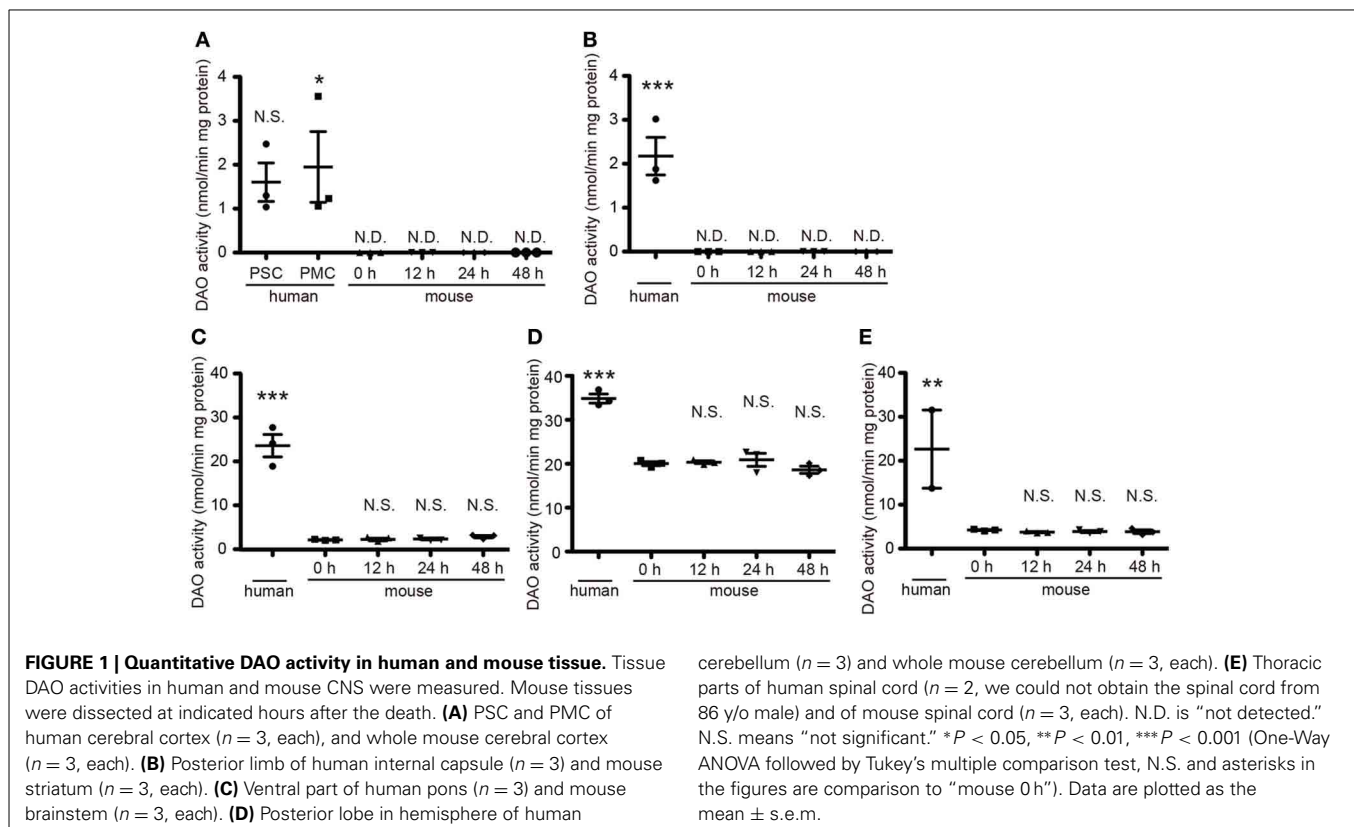 A
DAO activity (nmol/min mg protein)
4
3
2
1
0
N.S.
*
N.D. N.D. N.D. N.D.
PSC PMC 0 h 12 h 24 h 48 h
human mouse
B
DAO activity (nmol/min mg protein)
4
3
2
1
0
***
N.D. N.D. N.D. N.D.
0 h 12 h 24 h 48 h
human mouse
C
DAO activity (nmol/min mg protein)
40
30
20
10
0
***
N.S. N.S. N.S.
0 h 12 h 24 h 48 h
human mouse
D
DAO activity (nmol/min mg protein)
40
30
20
10
0
***
N.S. N.S. N.S.
0 h 12 h 24 h 48 h
human mouse
E
DAO activity (nmol/min mg protein)
40
30
20
10
0
**
N.S. N.S. N.S.
0 h 12 h 24 h 48 h
human mouse
FIGURE 1 | Quantitative DAO activity in human and mouse tissue. Tissue
DAO activities in human and mouse CNS were measured. Mouse tissues
were dissected at indicated hours after the death. (A) PSC and PMC of
human cerebral cortex (n = 3, each), and whole mouse cerebral cortex
(n = 3, each). (B) Posterior limb of human internal capsule (n = 3) and mouse
striatum (n = 3, each). (C) Ventral part of human pons (n = 3) and mouse
brainstem (n = 3, each). (D) Posterior lobe in hemisphere of human
cerebellum (n = 3) and whole mouse cerebellum (n = 3, each). (E) Thoracic
parts of human spinal cord (n = 2, we could not obtain the spinal cord from
86 y/o male) and of mouse spinal cord (n = 3, each). N.D. is “not detected.”
N.S. means “not significant.” *P < 0.05, **P < 0.01, ***P < 0.001 (One-Way
ANOVA followed by Tukey’s multiple comparison test, N.S. and asterisks in
the figures are comparison to “mouse 0 h”). Data are plotted as the
mean ± s.e.m.